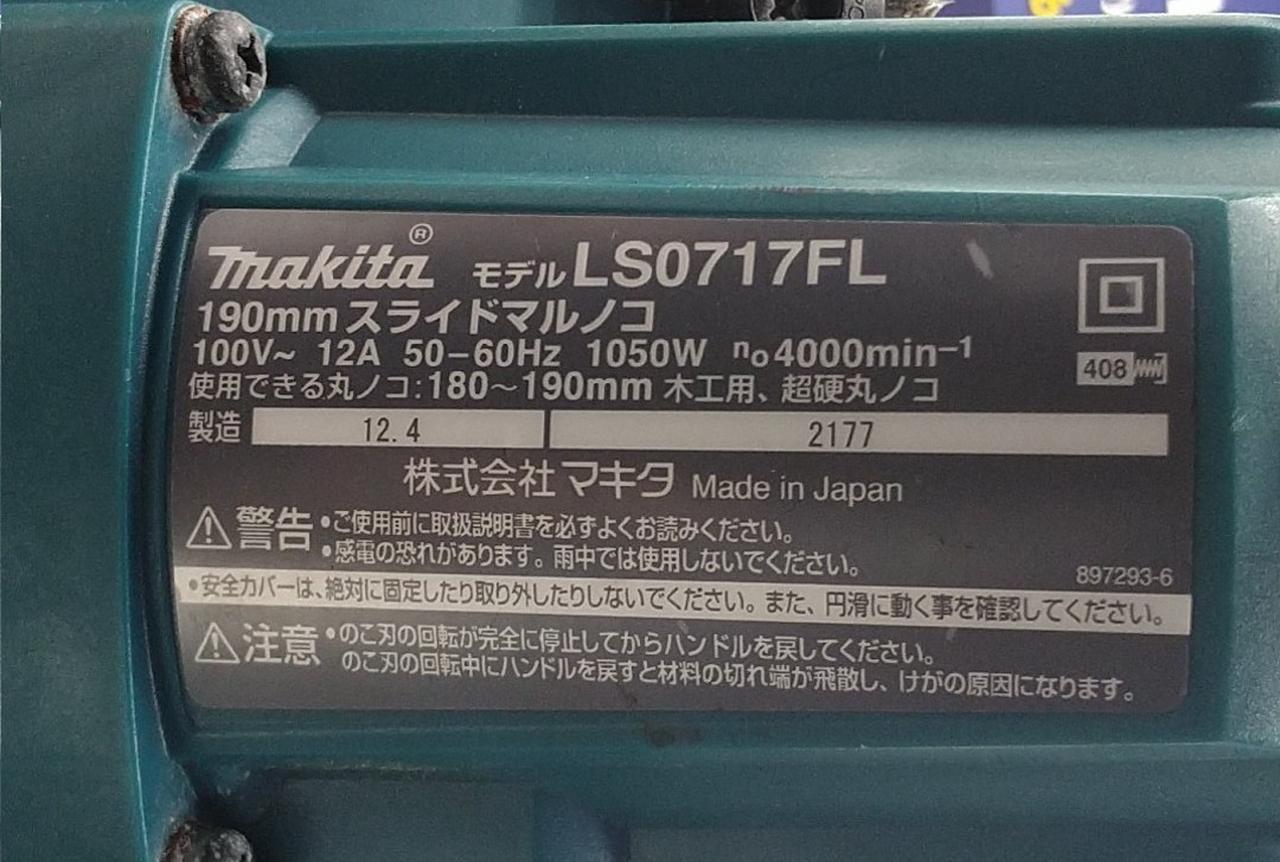 makita® モデル LS0717FL
190mm スライドマルノコ
100V~ 12A 50-60Hz 1050W no4000min-1
408
使用できる丸ノコ:180~190mm 木工用、超硬丸ノコ
製造 12.4 2177
株式会社マキタ Made in Japan
警告 •ご使用前に取扱説明書を必ずよくお読みください。
•感電の恐れがあります。雨中では使用しないでください。
897293-6
•安全カバーは、絶対に固定したり取り外したりしないでください。また、円滑に動く事を確認してください。
注意 •のこ刃の回転が完全に停止してからハンドルを戻してください。
のこ刃の回転中にハンドルを戻すと材料の切れ端が飛散し、けがの原因になります。